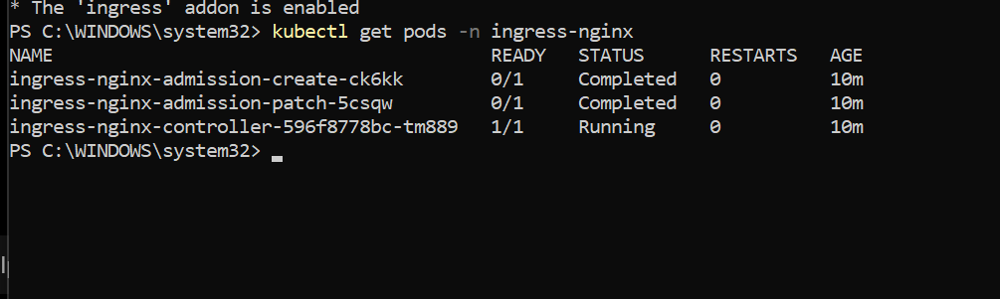 * The 'ingress' addon is enabled
PS C:\WINDOWS\system32> kubectl get pods -n ingress-nginx
NAME READY STATUS RESTARTS AGE
ingress-nginx-admission-create-ck6kk 0/1 Completed 0 10m
ingress-nginx-admission-patch-5csqw 0/1 Completed 0 10m
ingress-nginx-controller-596f8778bc-tm889 1/1 Running 0 10m
PS C:\WINDOWS\system32>